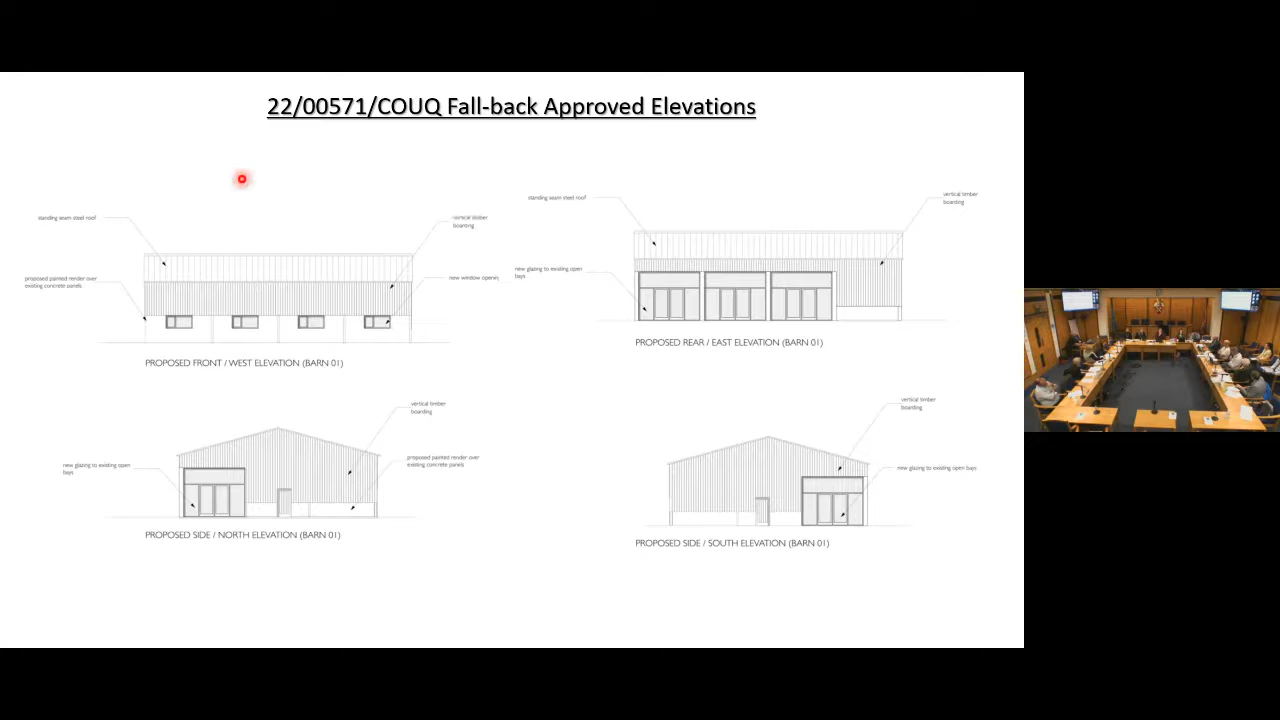 22/00571/COUQ Fall-back Approved Elevations
standing seam steel roof
vertical timber
boarding
proposed painted render over
existing concrete panels
new window openin
PROPOSED FRONT / WEST ELEVATION (BARN 01)
standing seam steel roof
vertical timber
boarding
new glazing to existing open
bays
PROPOSED REAR / EAST ELEVATION (BARN 01)
vertical timber
boarding
new glazing to existing open
bays
proposed painted render over
existing concrete panels
PROPOSED SIDE / NORTH ELEVATION (BARN 01)
vertical timber
boarding
new glazing to existing open bays
PROPOSED SIDE / SOUTH ELEVATION (BARN 01)